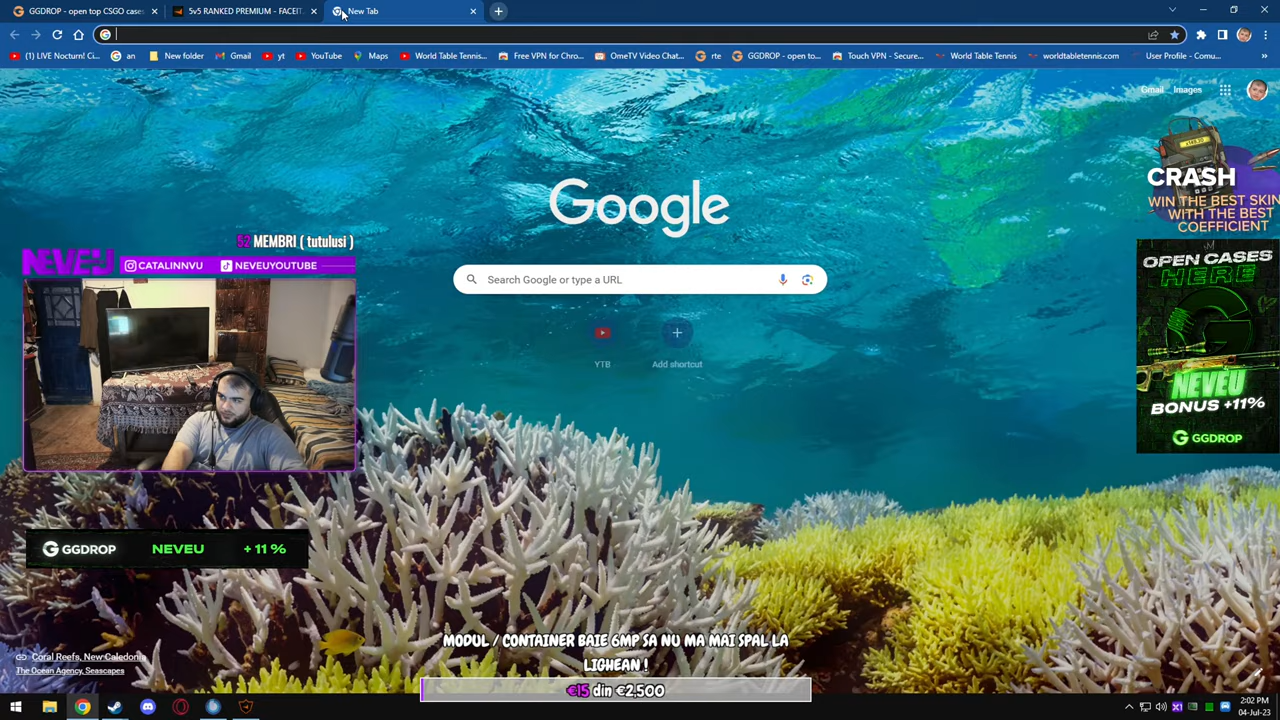 GGDROP - open top CSGO cases
5v5 RANKED PREMIUM - FACEIT.
New Tab
(1) LIVE Nocturn! Ci...
an
New folder
Gmail
yt
YouTube
Maps
World Table Tennis...
Free VPN for Chro...
OmeTV Video Chat...
rte
GGDROP - open to...
Touch VPN - Secure...
World Table Tennis
worldtabletennis.com
User Profile - Comu...
Gmail
Images
Google
Search Google or type a URL
YTB
Add shortcut
CRASH
WIN THE BEST SKIN
WITH THE BEST
COEFFICIENT
52 MEMBRI ( tutulusi )
NEVEU
CATALINNVU
NEVEUYOUTUBE
OPEN CASES
HERE
NEVEU
BONUS +11%
GGDROP
GGDROP
NEVEU
+ 11 %
MODUL / CONTAINER BAIE 6MP SA NU MA MAI SPAL LA
LIGHEAN !
€15 din €2,500
Coral Reefs, New Caledonia
The Ocean Agency, Seascapes
2:02 PM
04-Jul-23